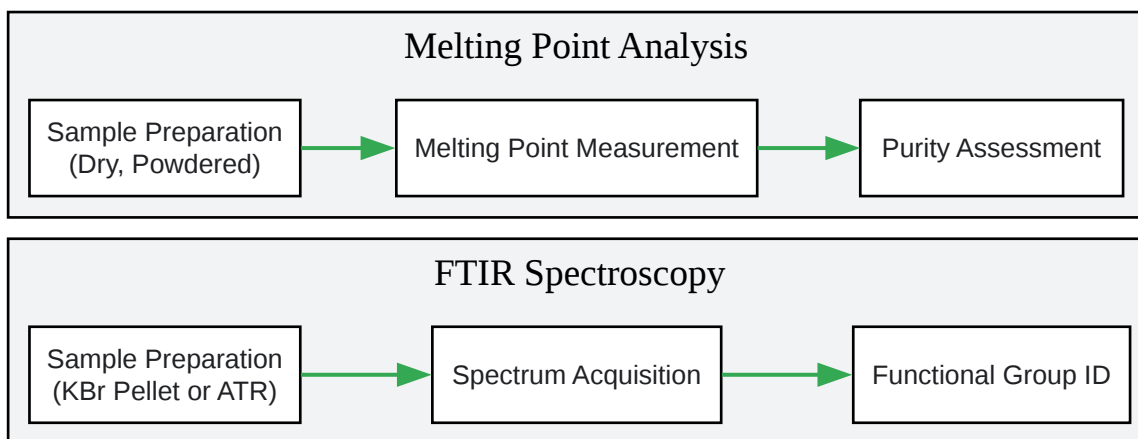 Melting Point Analysis
Sample Preparation
(Dry, Powdered)
Melting Point Measurement
Purity Assessment
FTIR Spectroscopy
Sample Preparation
(KBr Pellet or ATR)
Spectrum Acquisition
Functional Group ID